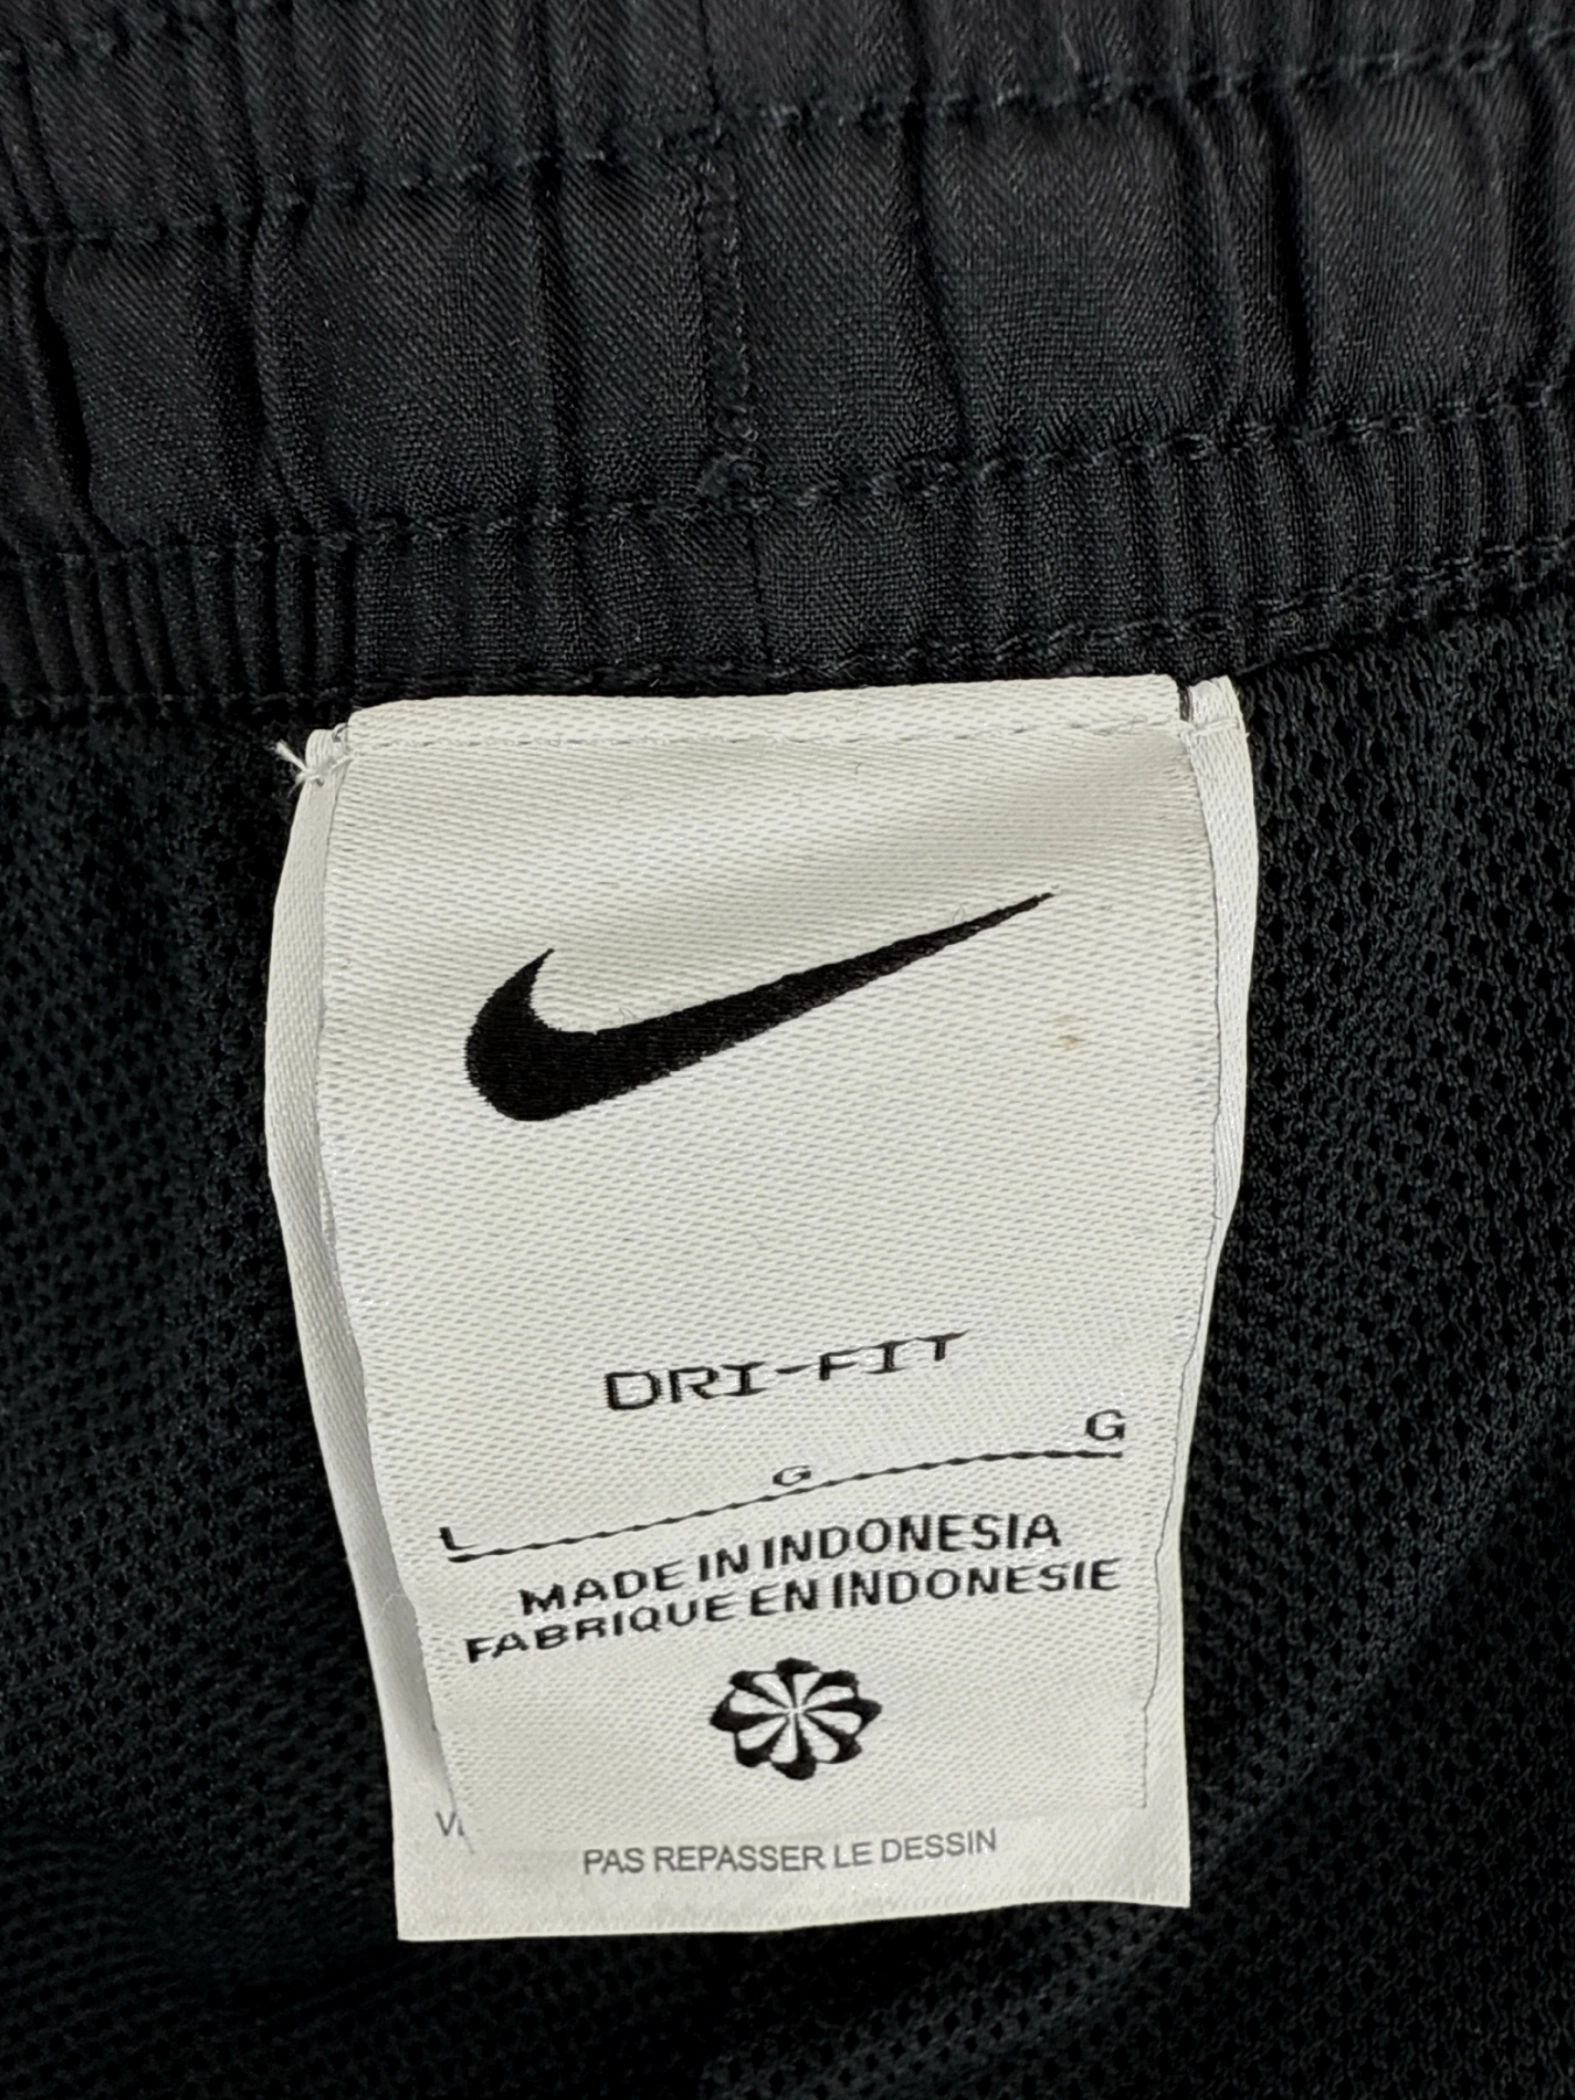 DRI-FIT
L G G
MADE IN INDONESIA
FABRIQUE EN INDONESIE
PAS REPASSER LE DESSIN